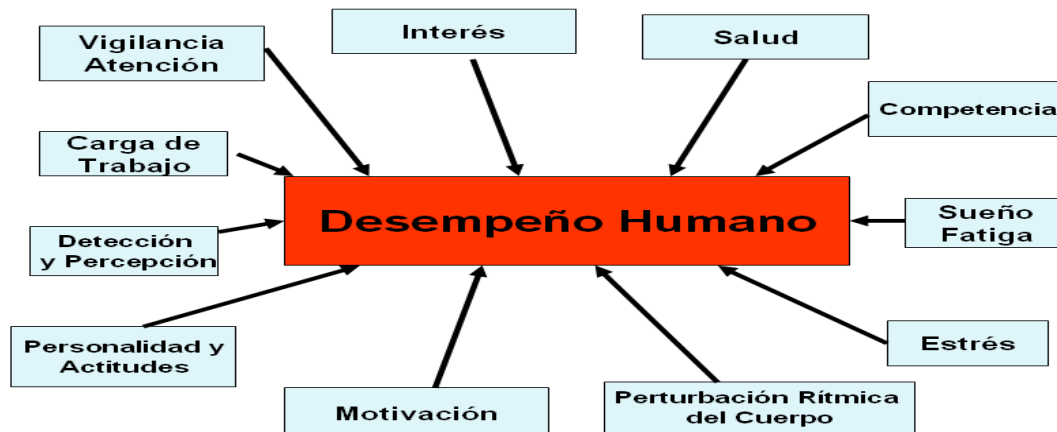 Vigilancia
Atención
Interés
Salud
Competencia
Carga de
Trabajo
Desempeño Humano
Sueño
Fatiga
Detección
y Percepción
Personalidad y
Actitudes
Motivación
Perturbación Rítmica
del Cuerpo
Estrés